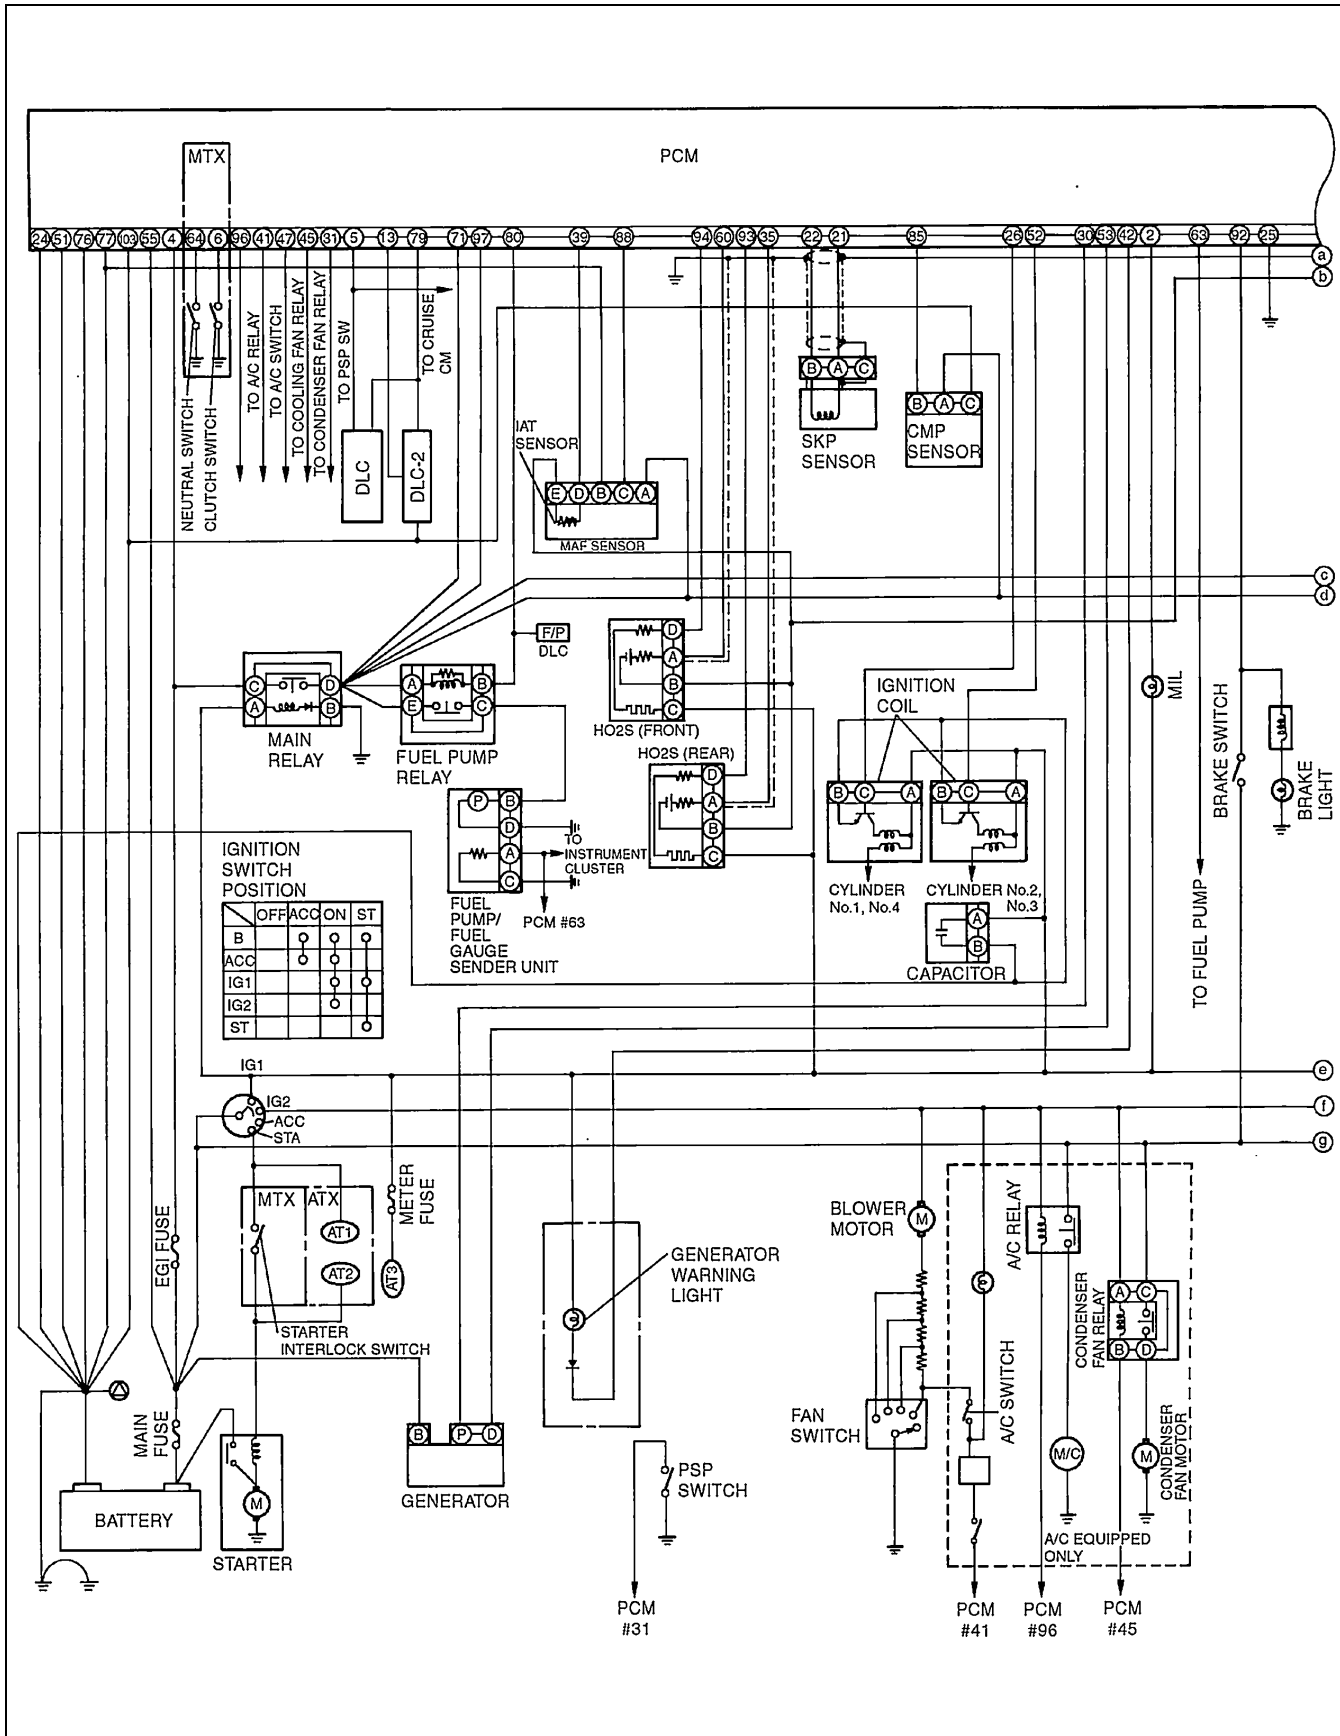 PCM
MTX
24 51 76 77 103 55 4 64 6 96 41 47 45 31 5 13 79 71 97 80 39 88 94 60 93 35 22 21 85 26 52 30 53 42 2 63 92 25
a
b
NEUTRAL SWITCH
CLUTCH SWITCH
TO A/C RELAY
TO A/C SWITCH
TO COOLING FAN RELAY
TO CONDENSER FAN RELAY
TO PSP SW
TO CRUISE
CM
DLC
DLC-2
IAT
SENSOR
E D B C A
MAF SENSOR
B A C
SKP
SENSOR
B A C
CMP
SENSOR
c
d
F/P
DLC
C D
A B
MAIN
RELAY
A B
E C
FUEL PUMP
RELAY
D
A
B
C
HO2S (FRONT)
HO2S (REAR)
D
A
B
C
IGNITION
COIL
B C A
B C A
CYLINDER
No.1, No.4
CYLINDER No.2,
No.3
A
B
CAPACITOR
MIL
TO FUEL PUMP
BRAKE SWITCH
BRAKE
LIGHT
P B
D
A
C
TO
INSTRUMENT
CLUSTER
PCM #63
FUEL
PUMP/
FUEL
GAUGE
SENDER UNIT
IGNITION
SWITCH
POSITION
OFF ACC ON ST
B
ACC
IG1
IG2
ST
IG1
IG2
ACC
STA
e
f
g
MTX ATX
AT1
AT2
AT3
METER
FUSE
EGI FUSE
STARTER
INTERLOCK SWITCH
MAIN
FUSE
BATTERY
M
STARTER
B P D
GENERATOR
GENERATOR
WARNING
LIGHT
PSP
SWITCH
PCM
#31
BLOWER
MOTOR
M
FAN
SWITCH
A/C RELAY
A/C SWITCH
M/C
A C
B D
CONDENSER
FAN RELAY
M
CONDENSER
FAN MOTOR
A/C EQUIPPED
ONLY
PCM
#41
PCM
#96
PCM
#45